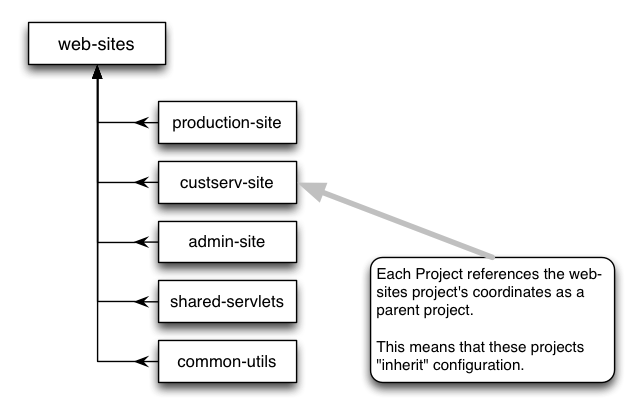 web-sites
production-site
custserv-site
admin-site
shared-servlets
common-utils
Each Project references the web-
sites project's coordinates as a
parent project.
This means that these projects
"inherit" configuration.